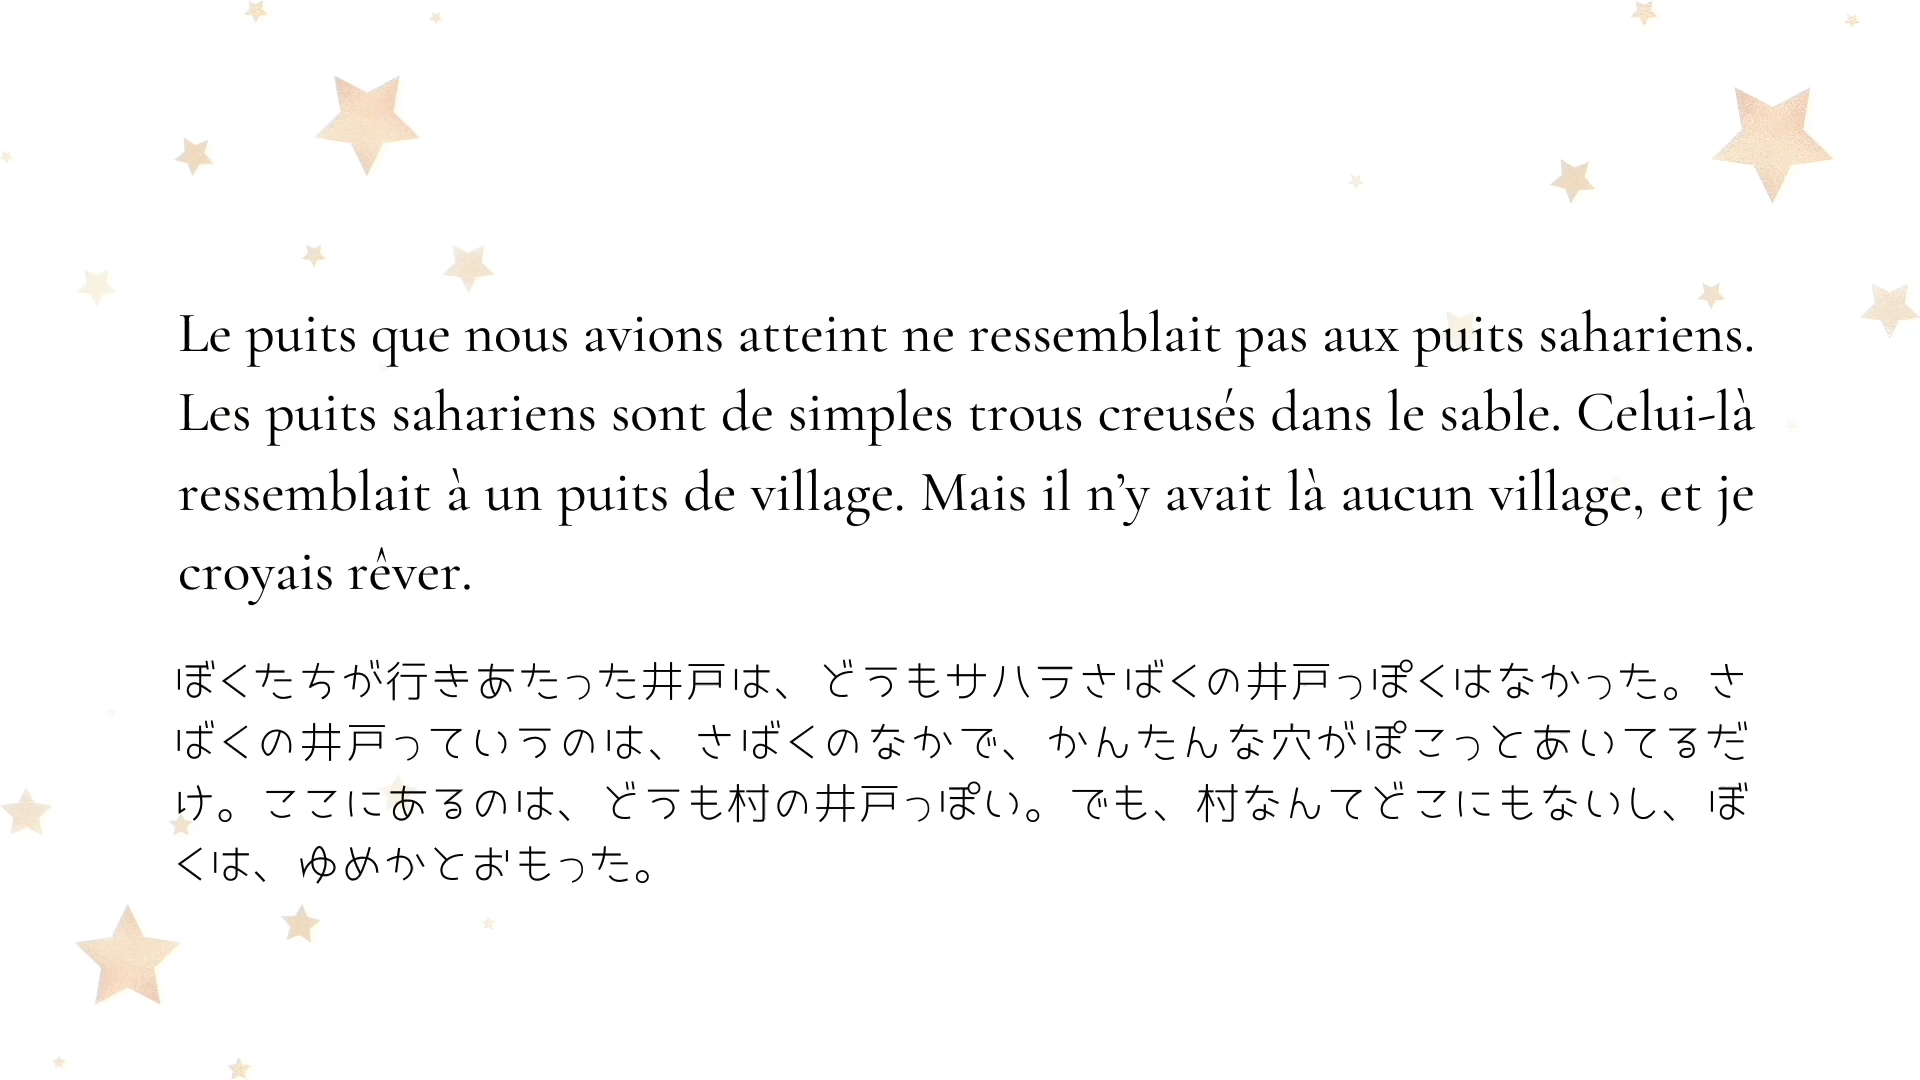 Le puits que nous avions atteint ne ressemblait pas aux puits sahariens.
Les puits sahariens sont de simples trous creusés dans le sable. Celui-là
ressemblait à un puits de village. Mais il n’y avait là aucun village, et je
croyais rêver.
ぼくたちが行きあたった井戸は、どうもサハラさばくの井戸っぽくはなかった。さ
ばくの井戸っていうのは、さばくのなかで、かんたんな穴がぽこっとあいてるだ
け。ここにあるのは、どうも村の井戸っぽい。でも、村なんてどこにもないし、ぼ
くは、ゆめかとおもった。